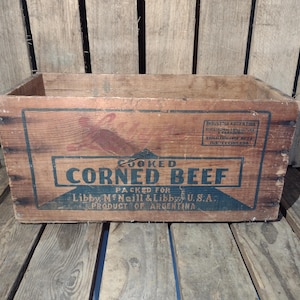 COOKED
CORNED BEEF
PACKED FOR
Libby, McNeill & Libby, U.S.A.
PRODUCT OF ARGENTINA